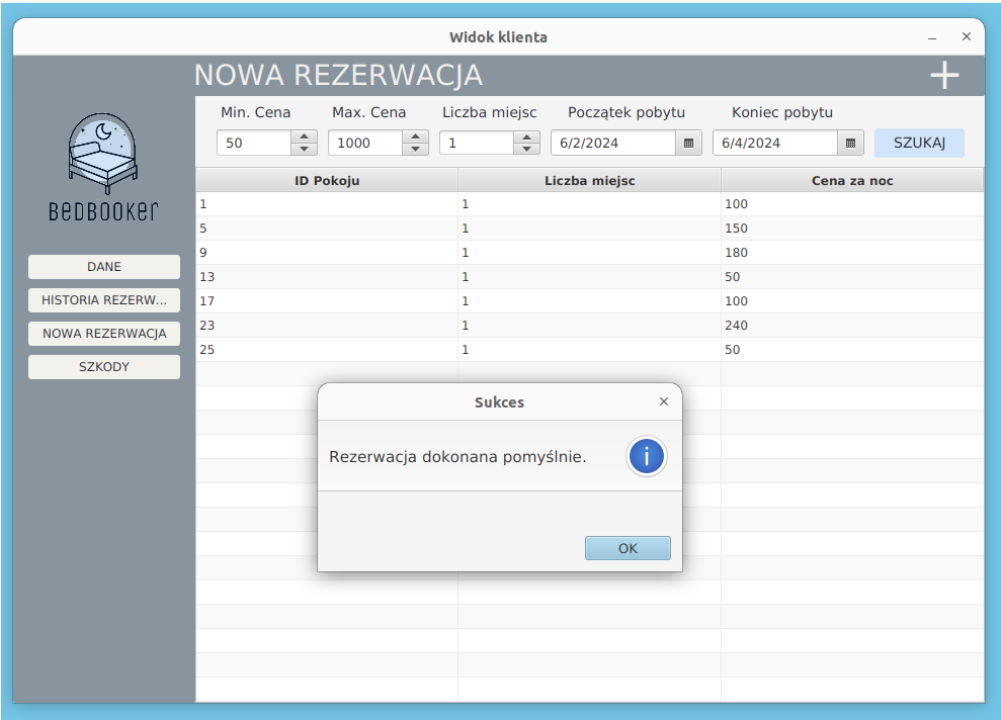 Widok klienta
NOWA REZERWACJA
BEDBOOKER
DANE
HISTORIA REZERW...
NOWA REZERWACJA
SZKODY
Min. Cena Max. Cena Liczba miejsc Początek pobytu Koniec pobytu
50 1000 1 6/2/2024 6/4/2024 SZUKAJ
ID Pokoju Liczba miejsc Cena za noc
1 1 100
5 1 150
9 1 180
13 1 50
17 1 100
23 1 240
25 1 50
Sukces
Rezerwacja dokonana pomyślnie.
i
OK